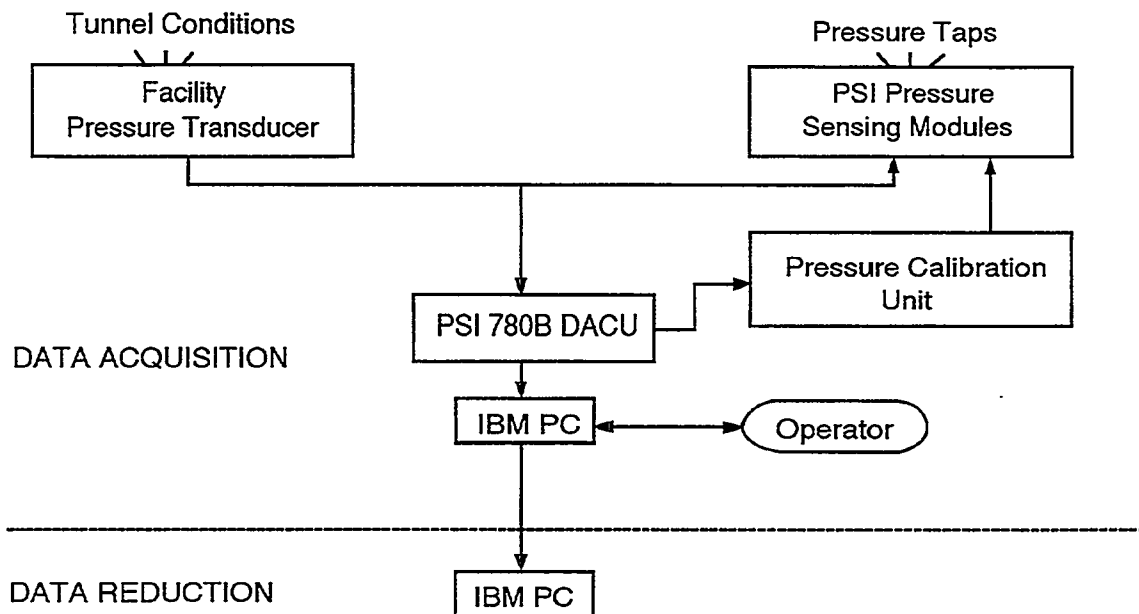 Tunnel Conditions
Pressure Taps
Facility
Pressure Transducer
PSI Pressure
Sensing Modules
Pressure Calibration
Unit
PSI 780B DACU
DATA ACQUISITION
IBM PC
Operator
DATA REDUCTION
IBM PC